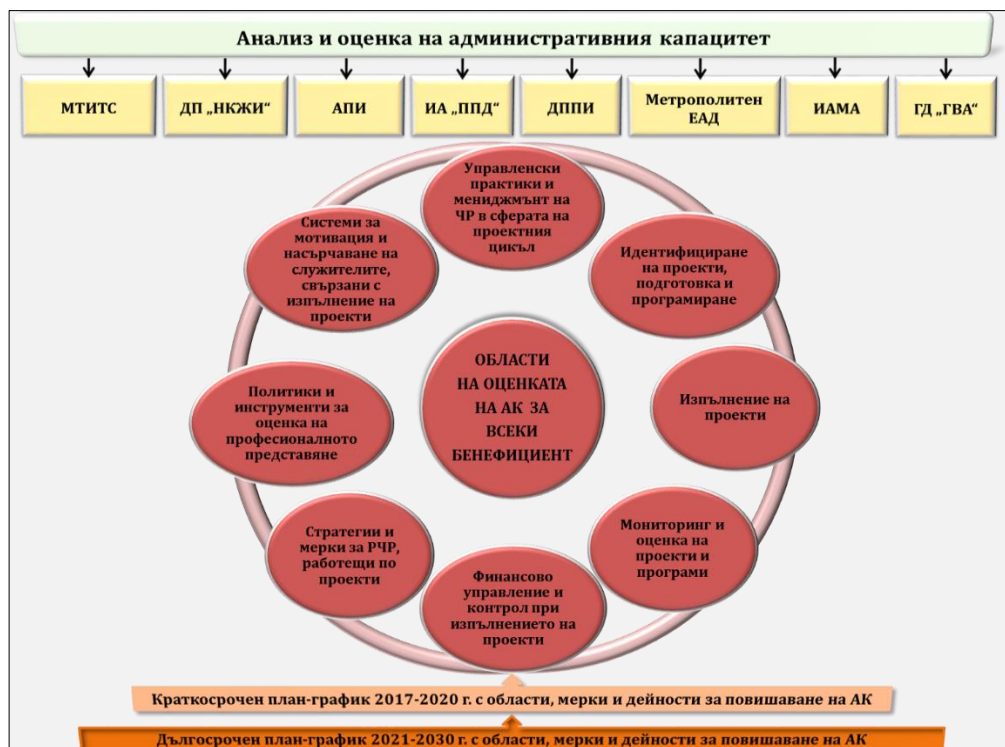 Анализ и оценка на административния капацитет
МТИТС
ДП „НКЖИ“
АПИ
ИА „ППД“
ДППИ
Метрополитен
ЕАД
ИАМА
ГД „ГВА“
Управленски
практики и
мениджмънт на
ЧР в сферата на
проектния
цикъл
Идентифициране
на проекти,
подготовка и
програмиране
Изпълнение на
проекти
Мониторинг и
оценка на
проекти и
програми
Финансово
управление и
контрол при
изпълнението на
проекти
Стратегии и
мерки за РЧР,
работещи по
проекти
Политики и
инструменти за
оценка на
професионалното
представяне
Системи за
мотивация и
насърчаване на
служителите,
свързани с
изпълнение на
проекти
ОБЛАСТИ
НА ОЦЕНКАТА
НА АК ЗА
ВСЕКИ
БЕНЕФИЦИЕНТ
Краткосрочен план-график 2017-2020 г. с области, мерки и дейности за повишаване на АК
Дългосрочен план-график 2021-2030 г. с области, мерки и дейности за повишаване на АК